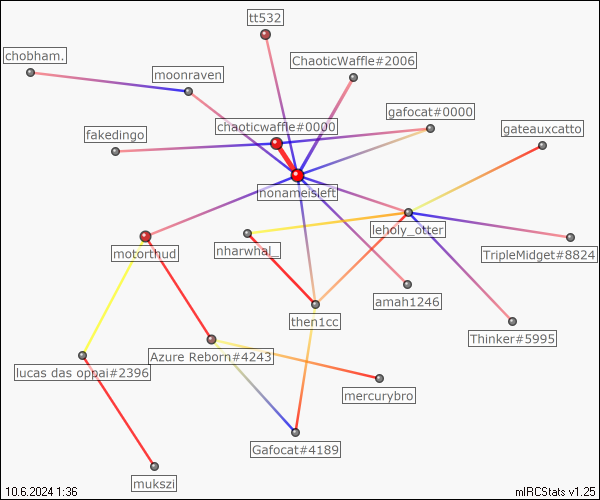 tt532
chobham.
ChaoticWaffle#2006
moonraven
gafocat#0000
chaoticwaffle#0000
gateauxcatto
fakedingo
nonameisleft
leholy_otter
motorthud
nharwhal_
TripleMidget#8824
amah1246
then1cc
Thinker#5995
Azure Reborn#4243
lucas das oppai#2396
mercurybro
Gafocat#4189
mukszi
10.6.2024 1:36
mIRCStats v1.25